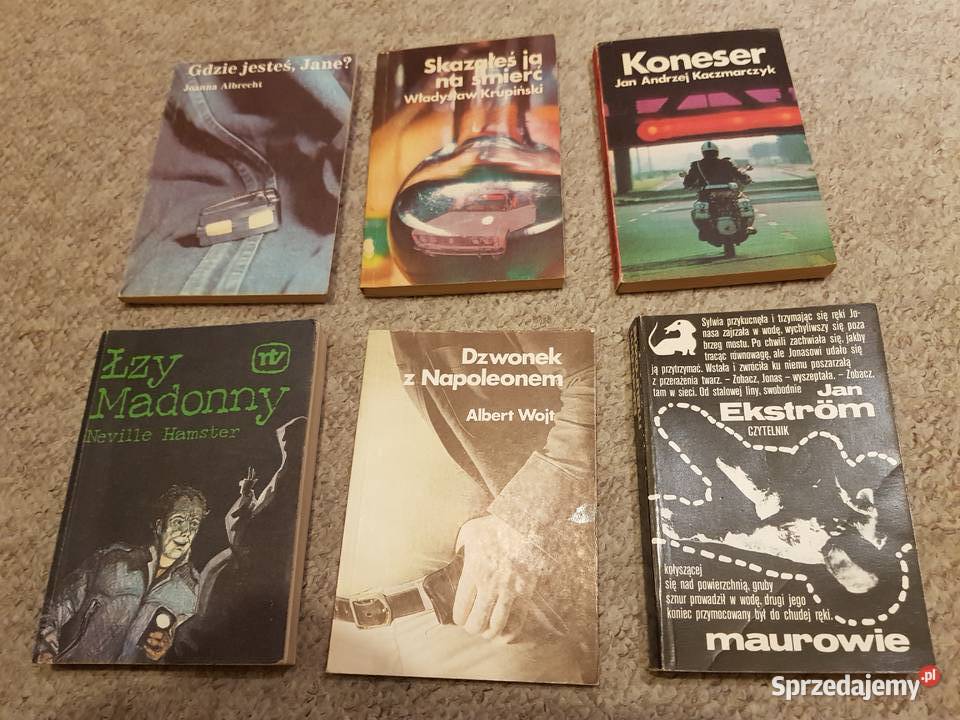 Gdzie jesteś, Jane?
Joanna Albrecht
Skazałeś ją
na śmierć
Władysław Krupiński
Koneser
Jan Andrzej Kaczmarczyk
Łzy
Madonny
Neville Hamster
Dzwonek
z Napoleonem
Albert Wojt
Sylwia przykucnęła i trzymając się ręki Jo-
nasa zajrzała w wodę, wychyliwszy się poza
brzeg mostu. Po chwili zachwiała się, jakby
tracąc równowagę, ale Jonasowi udało się
ją przytrzymać. Wstała i zwróciła ku niemu poszarzałą
z przerażenia twarz. – Zobacz, Jonas – wyszeptała. – Zobacz,
tam w sieci. Od stalowej liny, swobodnie
Jan
Ekström
CZYTELNIK
kołyszącej
się nad powierzchnią, gruby
sznur prowadził w wodę, drugi jego
koniec przymocowany był do chudej ręki.
maurowie
Sprzedajemy.pl